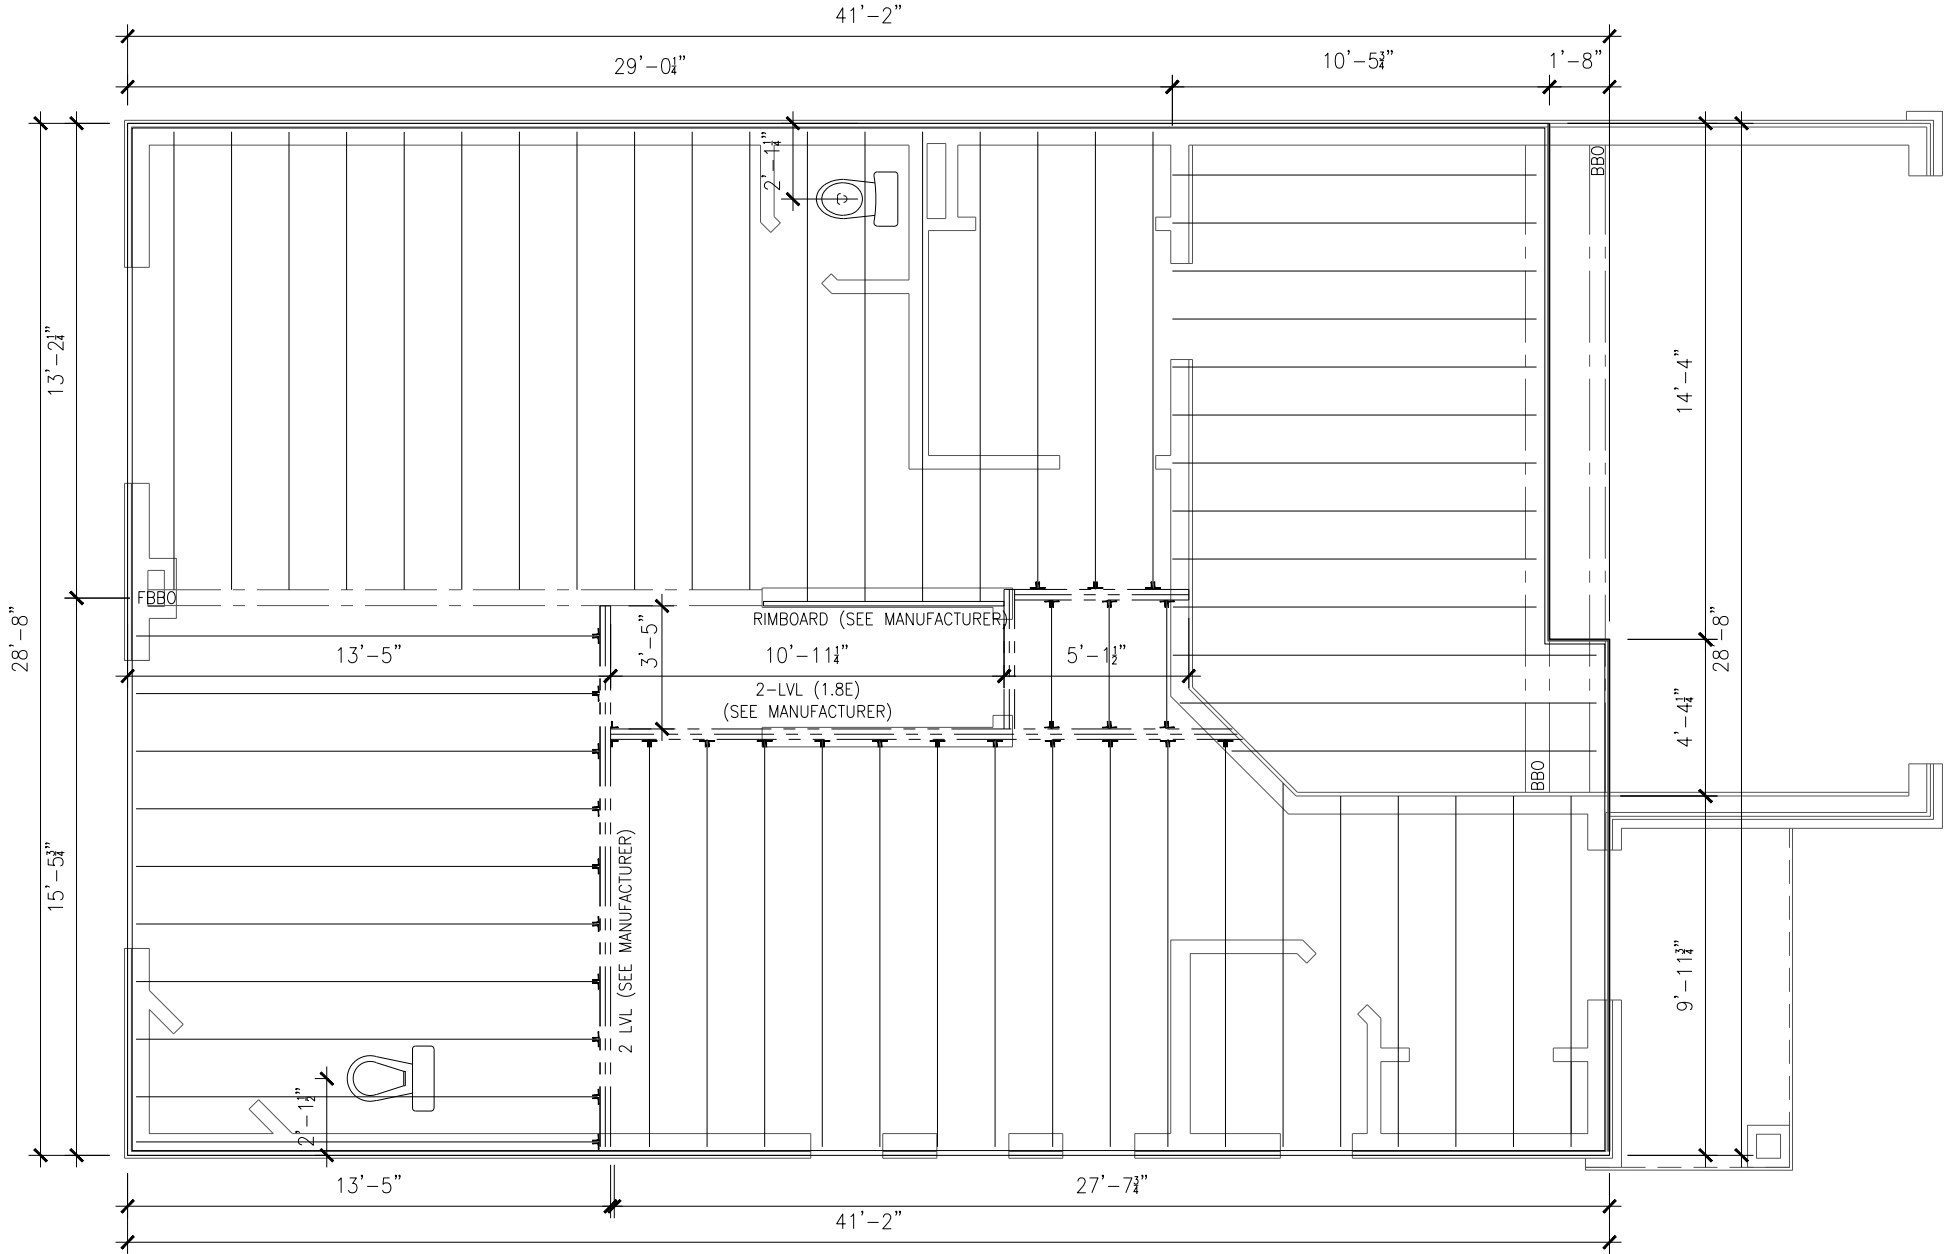 41'-2"
29'-0¼"
10'-5¾"
1'-8"
2'-1¼"
BBO
13'-2¼"
14'-4"
28'-8"
FBBO
RIMBOARD (SEE MANUFACTURER)
13'-5"
3'-5"
10'-11¼"
5'-1½"
28'-8"
2-LVL (1.8E)
(SEE MANUFACTURER)
4'-4¼"
BBO
15'-5¾"
2 LVL (SEE MANUFACTURER)
9'-11¾"
2'-1½"
13'-5"
27'-7¾"
41'-2"